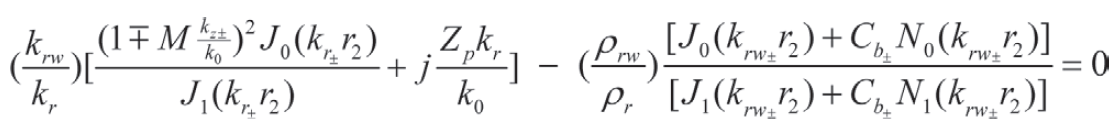 $(\frac{k_{rw}}{k_r})[\frac{(1 \mp M \frac{k_{z\pm}}{k_0})^2 J_0(k_{r_\pm} r_2)}{J_1(k_{r_\pm} r_2)} + j\frac{Z_p k_r}{k_0}] - (\frac{\rho_{rw}}{\rho_r})\frac{[J_0(k_{rw_\pm} r_2) + C_{b_\pm} N_0(k_{rw_\pm} r_2)]}{[J_1(k_{rw_\pm} r_2) + C_{b_\pm} N_1(k_{rw_\pm} r_2)]} = 0$